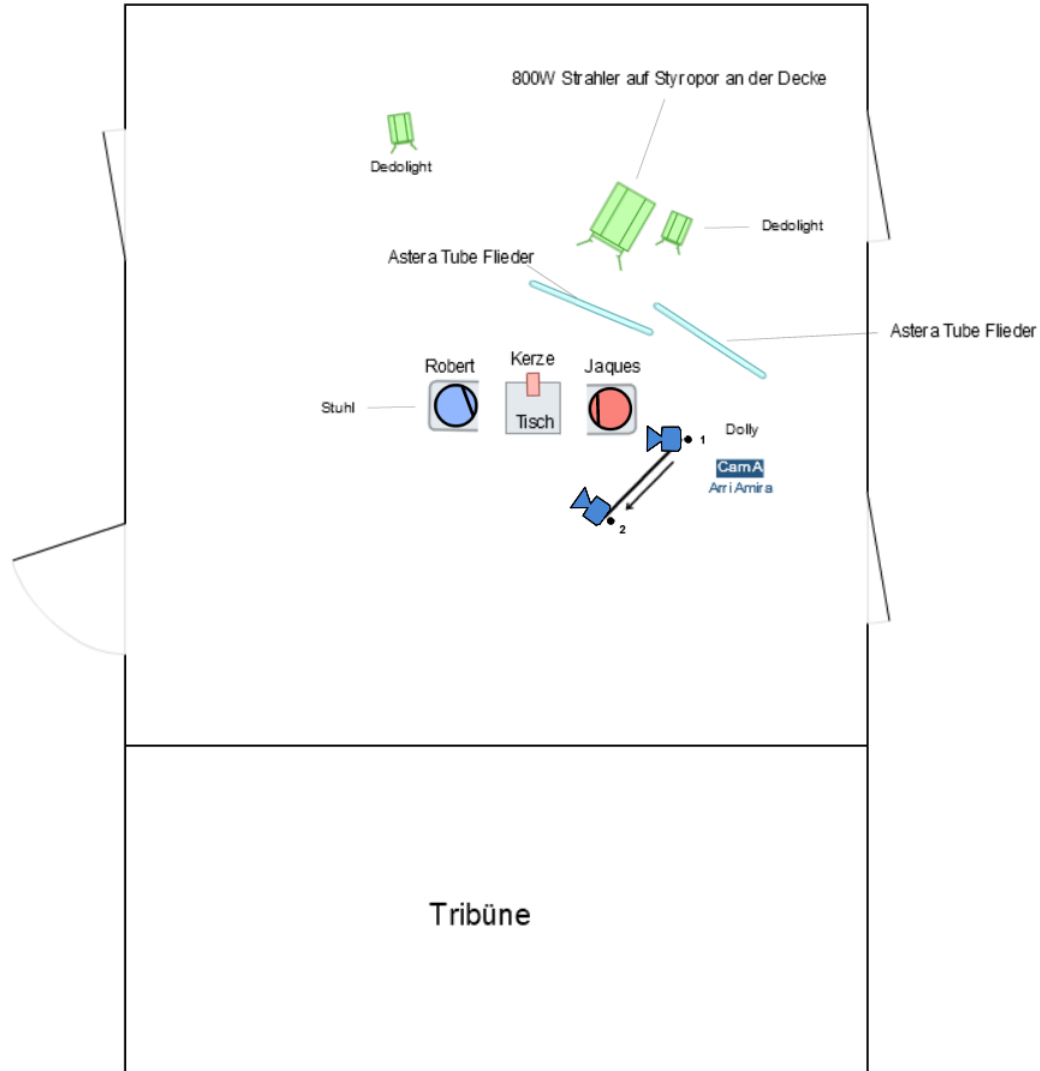 800W Strahler auf Styropor an der Decke
Dedolight
Dedolight
Astera Tube Flieder
Astera Tube Flieder
Robert
Kerze
Jaques
Stuhl
Tisch
1
Dolly
Cam A
Arri Amira
2
Tribüne